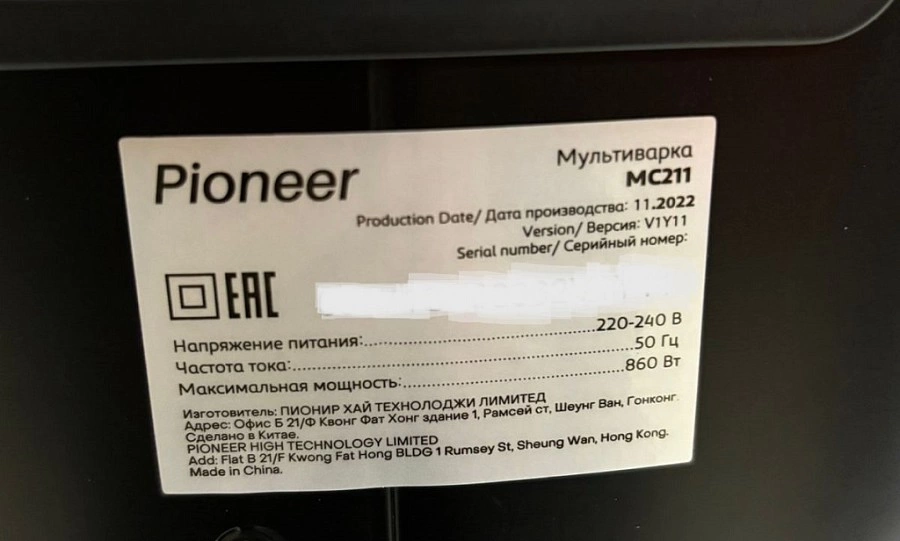 Pioneer
Мультиварка
MC211
Production Date/ Дата производства: 11.2022
Version/ Версия: V1Y11
Serial number/ Серийный номер:
EAC
Напряжение питания:..............................220-240 В
Частота тока:..................................................50 Гц
Максимальная мощность:................................860 Вт
Изготовитель: ПИОНИР ХАЙ ТЕХНОЛОДЖИ ЛИМИТЕД
Адрес: Офис Б 21/Ф Квонг Фат Хонг здание 1, Рамсей ст, Шеунг Ван, Гонконг.
Сделано в Китае.
PIONEER HIGH TECHNOLOGY LIMITED
Add: Flat B 21/F Kwong Fat Hong BLDG 1 Rumsey St, Sheung Wan, Hong Kong.
Made in China.